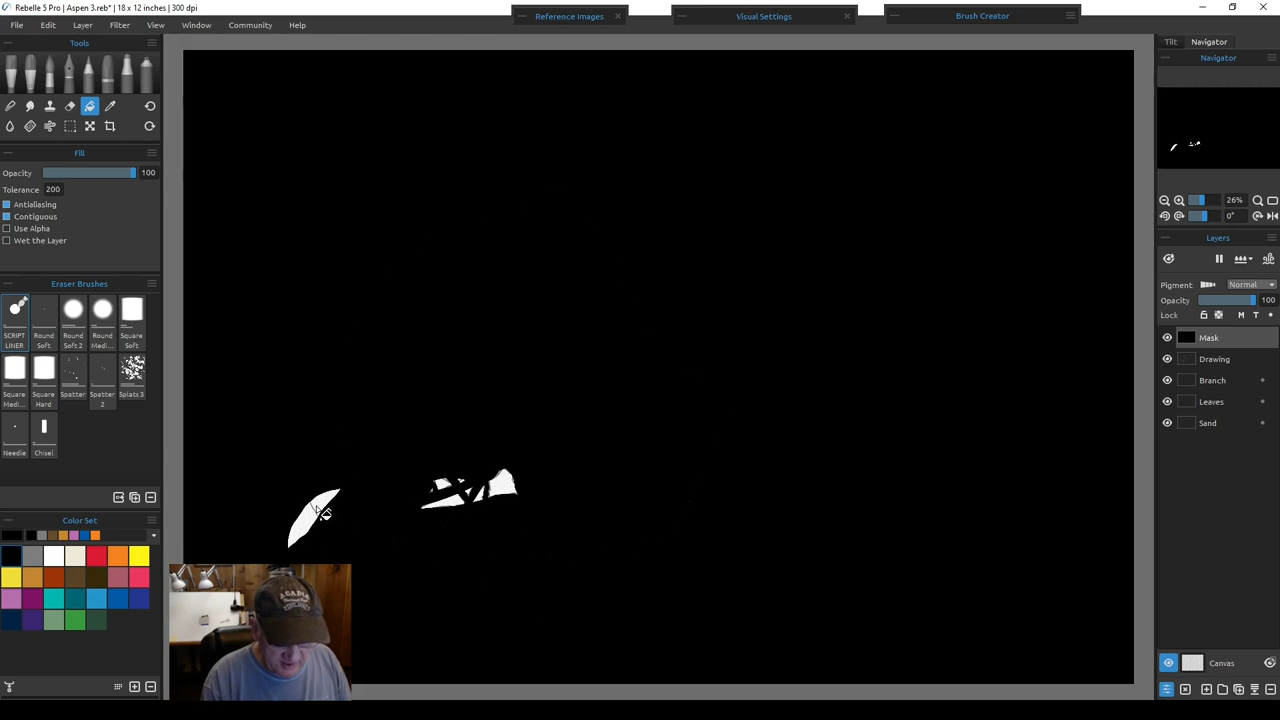 Rebelle 5 Pro | Aspen 3.reb* | 18 x 12 inches | 300 dpi
Reference Images
Visual Settings
Brush Creator
File Edit Layer Filter View Window Community Help
Tools
Tilt Navigator
Navigator
Fill
Opacity 100
Tolerance 200
Antialiasing
Contiguous
Use Alpha
Wet the Layer
26%
0°
Layers
Pigment Normal
Opacity 100
Lock M T
Mask
Drawing
Branch
Leaves
Sand
Eraser Brushes
SCRIPT LINER
Round Soft
Round Soft 2
Round Medi...
Square Soft
Square Medi...
Square Hard
Spatter
Spatter 2
Splats 3
Needle
Chisel
Color Set
ACADIA
Canvas